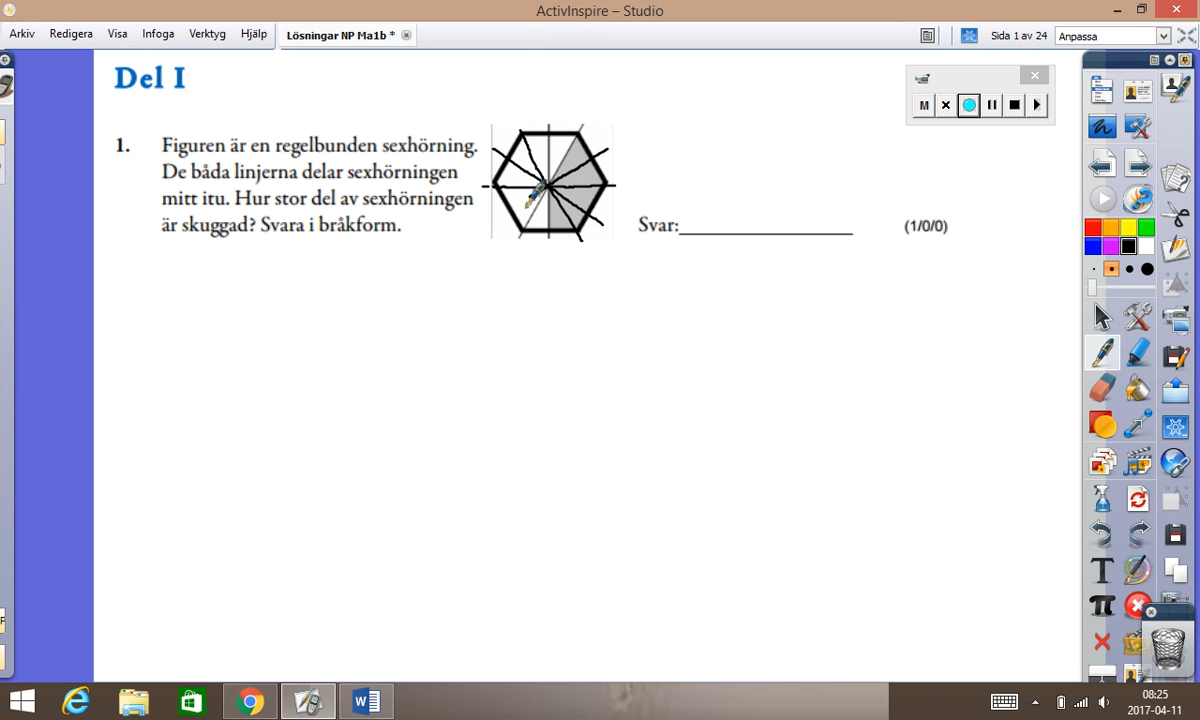 ActivInspire – Studio
Arkiv Redigera Visa Infoga Verktyg Hjälp Lösningar NP Ma1b * Sida 1 av 24 Anpassa
Del I
M
1. Figuren är en regelbunden sexhörning.
De båda linjerna delar sexhörningen
mitt itu. Hur stor del av sexhörningen
är skuggad? Svara i bråkform.
Svar:__________________ (1/0/0)
08:25
2017-04-11